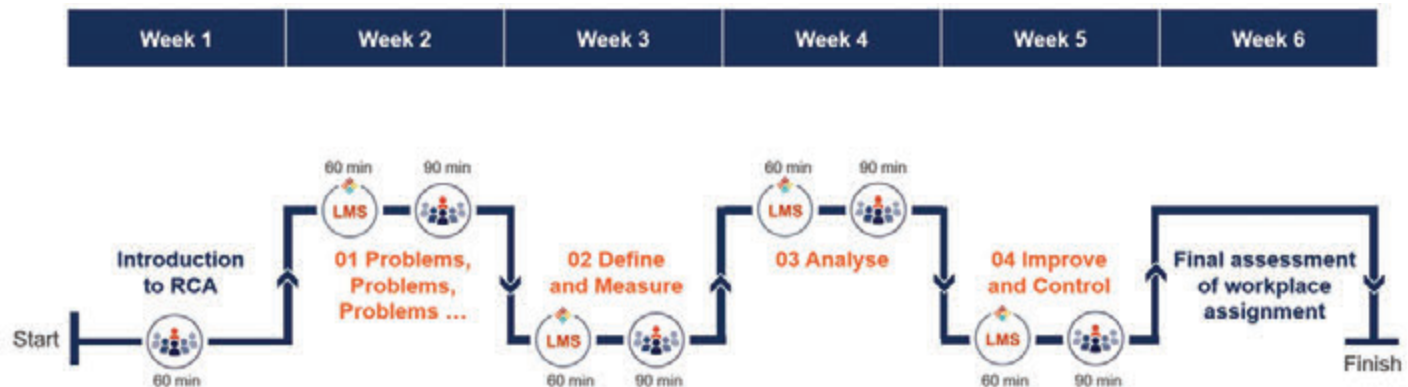 Week 1
Week 2
Week 3
Week 4
Week 5
Week 6
60 min
90 min
60 min
90 min
LMS
LMS
Introduction
to RCA
01 Problems,
Problems,
Problems ...
02 Define
and Measure
03 Analyse
04 Improve
and Control
Final assessment
of workplace
assignment
Start
LMS
LMS
Finish
60 min
60 min
90 min
60 min
90 min